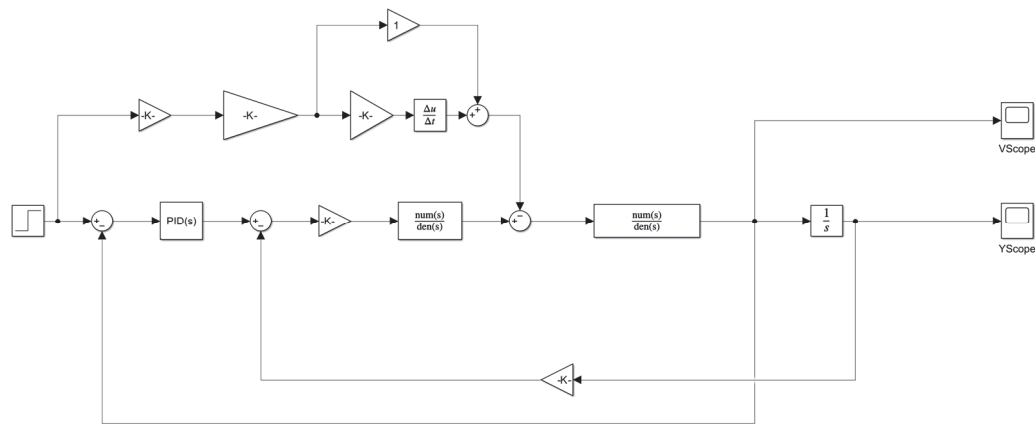 1
-K-
-K-
-K-
Δu
Δt
+
+
−
VScope
+
−
PID(s)
+
−
-K-
num(s)
den(s)
+
num(s)
den(s)
1
s
YScope
-K-